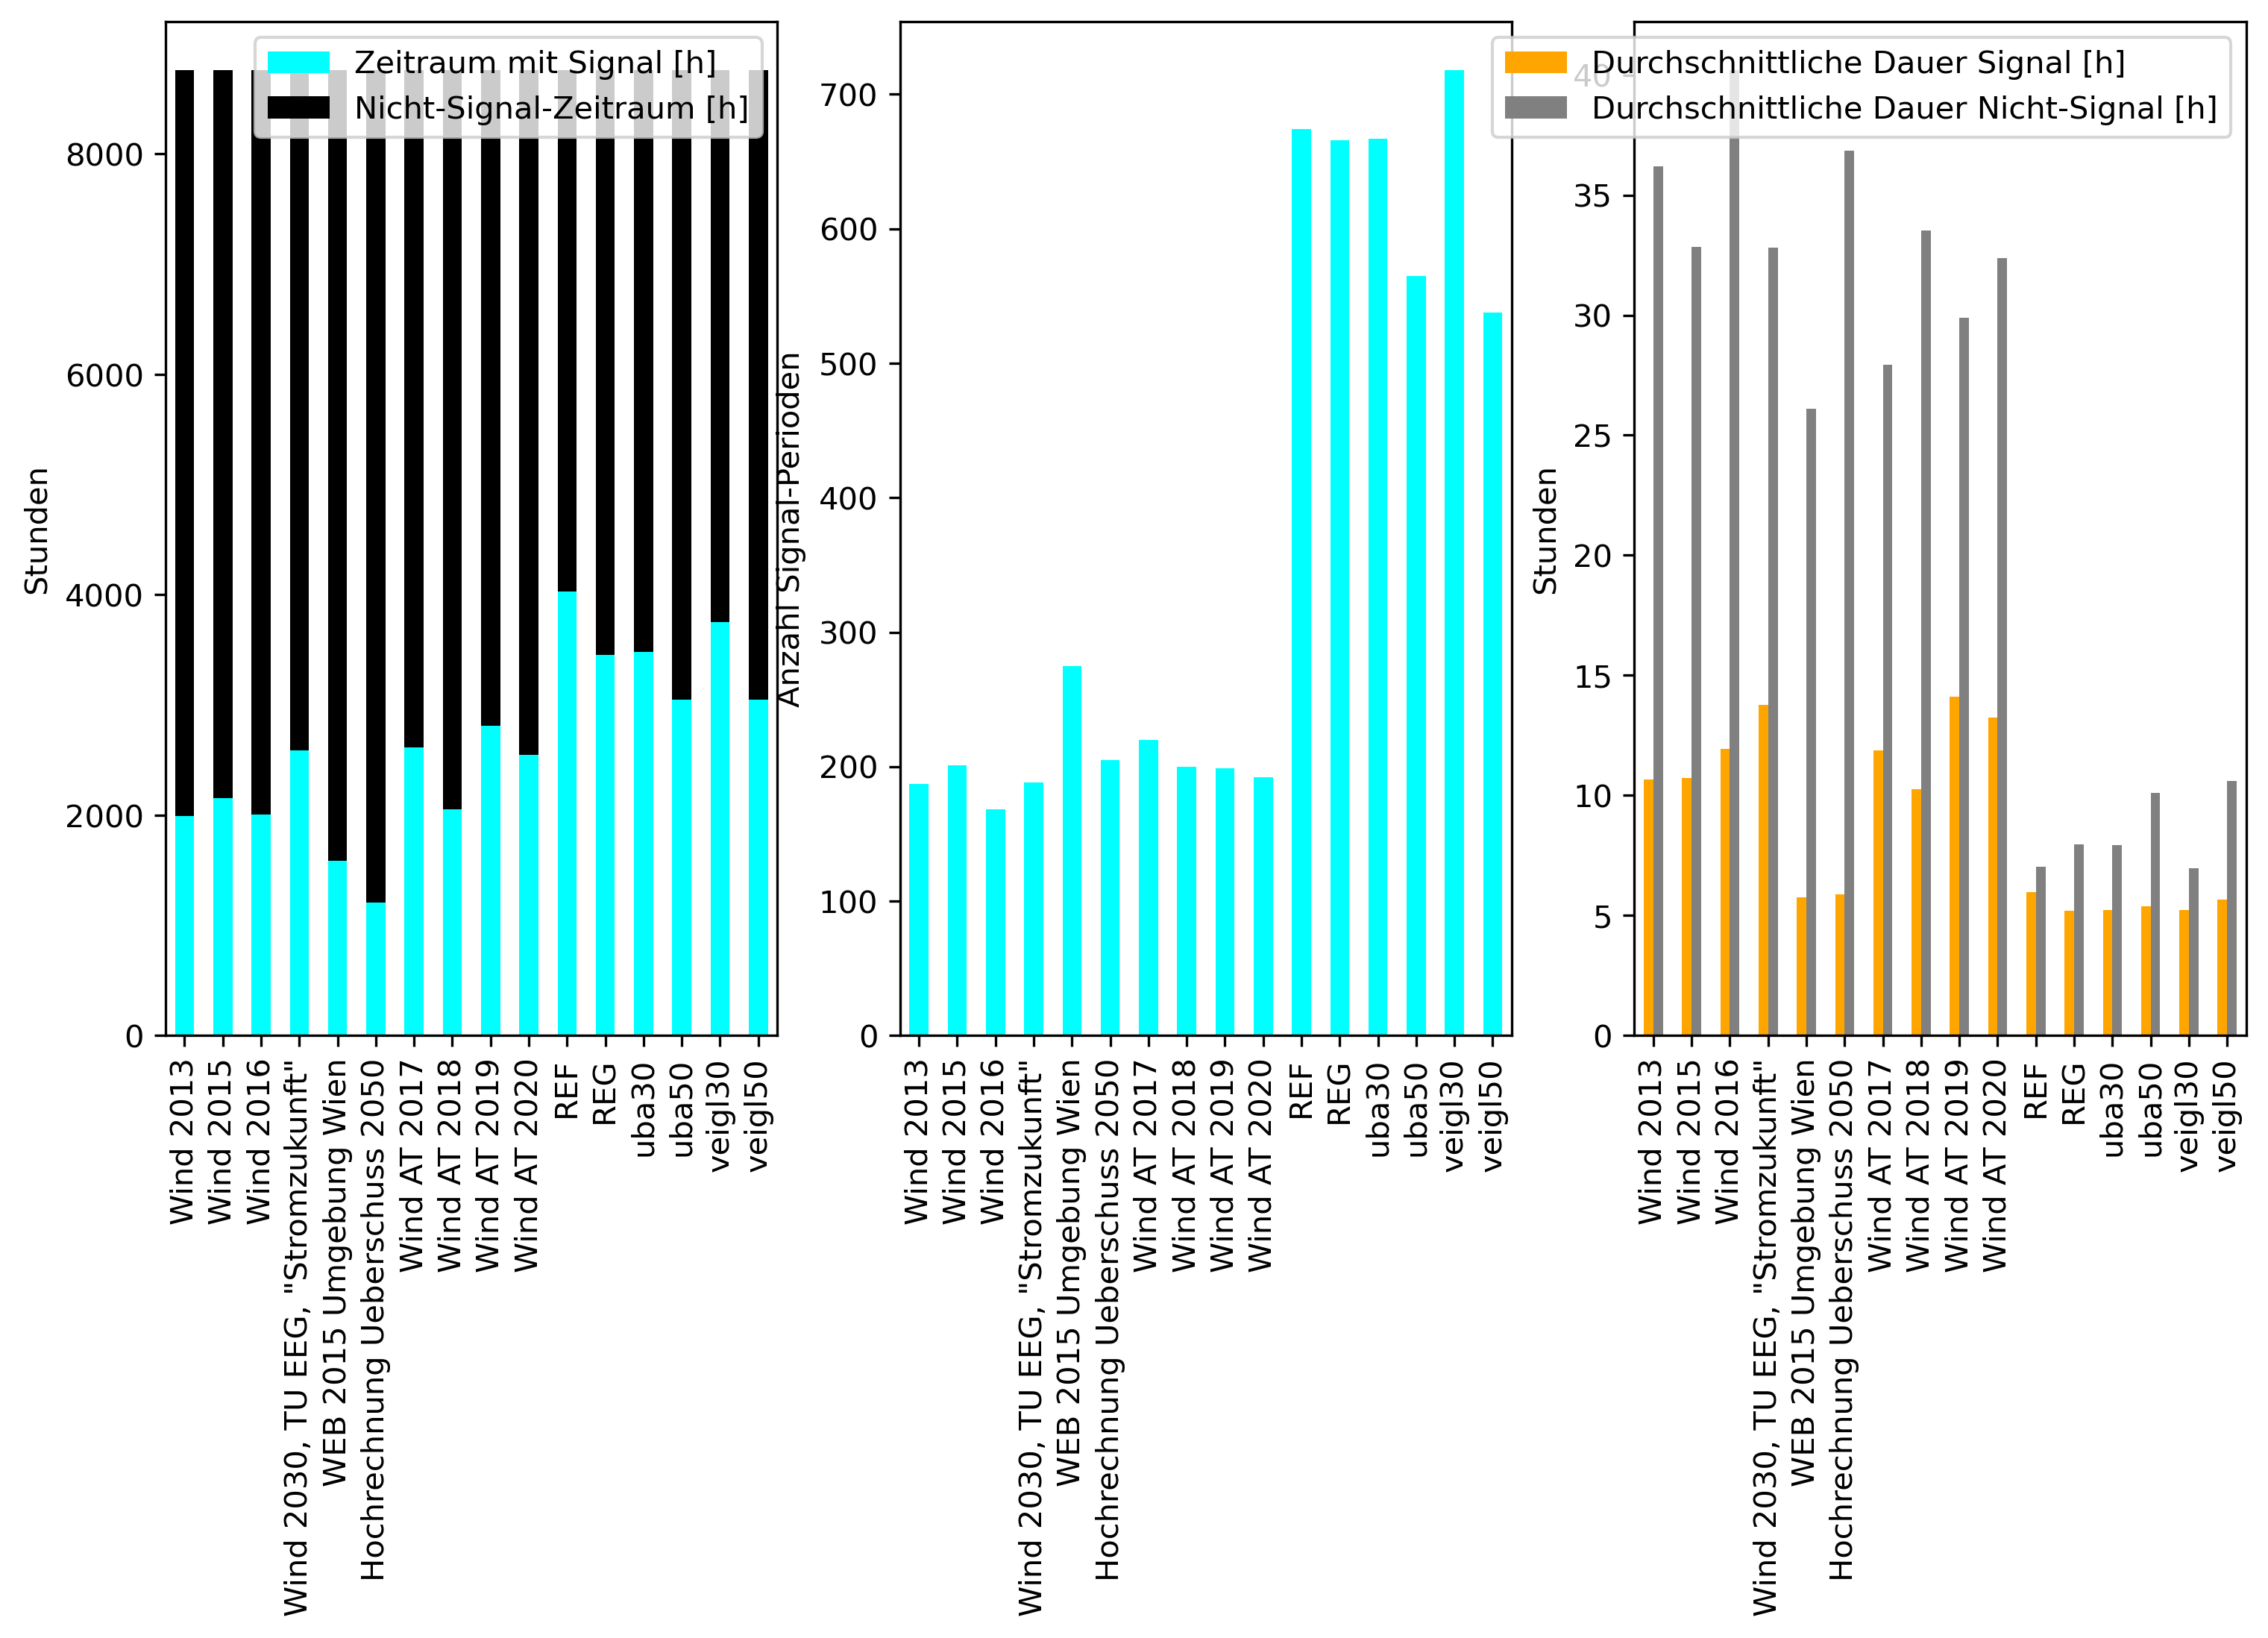 Zeitraum mit Signal [h]
Nicht-Signal-Zeitraum [h]
Stunden
8000
6000
4000
2000
0
Wind 2013
Wind 2015
Wind 2016
Wind 2030, TU EEG, "Stromzukunft"
WEB 2015 Umgebung Wien
Hochrechnung Ueberschuss 2050
Wind AT 2017
Wind AT 2018
Wind AT 2019
Wind AT 2020
REF
REG
uba30
uba50
veigl30
veigl50
Anzahl Signal-Perioden
700
600
500
400
300
200
100
0
Wind 2013
Wind 2015
Wind 2016
Wind 2030, TU EEG, "Stromzukunft"
WEB 2015 Umgebung Wien
Hochrechnung Ueberschuss 2050
Wind AT 2017
Wind AT 2018
Wind AT 2019
Wind AT 2020
REF
REG
uba30
uba50
veigl30
veigl50
Durchschnittliche Dauer Signal [h]
Durchschnittliche Dauer Nicht-Signal [h]
Stunden
40
35
30
25
20
15
10
5
0
Wind 2013
Wind 2015
Wind 2016
Wind 2030, TU EEG, "Stromzukunft"
WEB 2015 Umgebung Wien
Hochrechnung Ueberschuss 2050
Wind AT 2017
Wind AT 2018
Wind AT 2019
Wind AT 2020
REF
REG
uba30
uba50
veigl30
veigl50